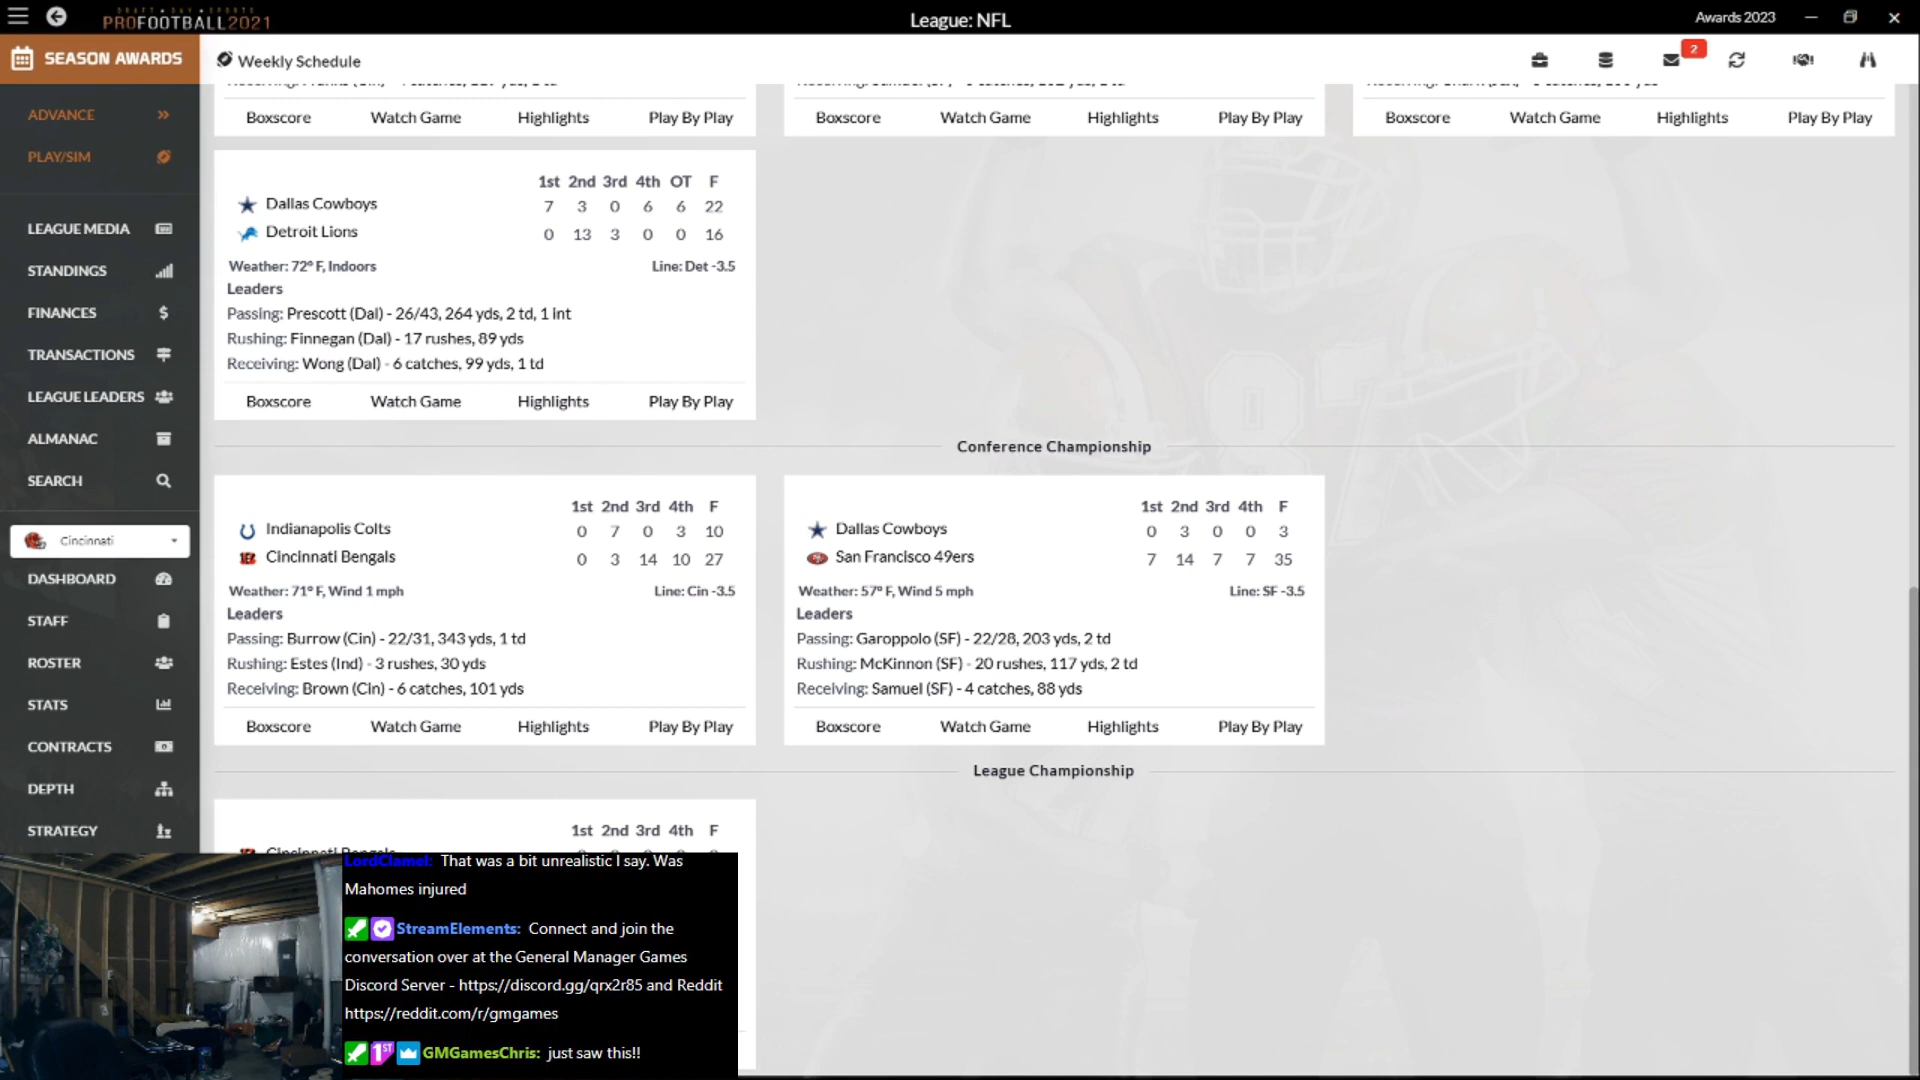 DRAFT DAY SPORTS
PROFOOTBALL2021
League: NFL
Awards 2023
SEASON AWARDS
Weekly Schedule
2
ADVANCE
PLAY/SIM
LEAGUE MEDIA
STANDINGS
FINANCES
TRANSACTIONS
LEAGUE LEADERS
ALMANAC
SEARCH
Cincinnati
DASHBOARD
STAFF
ROSTER
STATS
CONTRACTS
DEPTH
STRATEGY
Boxscore Watch Game Highlights Play By Play
Boxscore Watch Game Highlights Play By Play
Boxscore Watch Game Highlights Play By Play
1st 2nd 3rd 4th OT F
Dallas Cowboys 7 3 0 6 6 22
Detroit Lions 0 13 3 0 0 16
Weather: 72° F, Indoors Line: Det -3.5
Leaders
Passing: Prescott (Dal) - 26/43, 264 yds, 2 td, 1 int
Rushing: Finnegan (Dal) - 17 rushes, 89 yds
Receiving: Wong (Dal) - 6 catches, 99 yds, 1 td
Boxscore Watch Game Highlights Play By Play
Conference Championship
1st 2nd 3rd 4th F
Indianapolis Colts 0 7 0 3 10
Cincinnati Bengals 0 3 14 10 27
Weather: 71° F, Wind 1 mph Line: Cin -3.5
Leaders
Passing: Burrow (Cin) - 22/31, 343 yds, 1 td
Rushing: Estes (Ind) - 3 rushes, 30 yds
Receiving: Brown (Cin) - 6 catches, 101 yds
Boxscore Watch Game Highlights Play By Play
1st 2nd 3rd 4th F
Dallas Cowboys 0 3 0 0 3
San Francisco 49ers 7 14 7 7 35
Weather: 57° F, Wind 5 mph Line: SF -3.5
Leaders
Passing: Garoppolo (SF) - 22/28, 203 yds, 2 td
Rushing: McKinnon (SF) - 20 rushes, 117 yds, 2 td
Receiving: Samuel (SF) - 4 catches, 88 yds
Boxscore Watch Game Highlights Play By Play
League Championship
1st 2nd 3rd 4th F
Cincinnati Bengals
LordClamel: That was a bit unrealistic I say. Was
Mahomes injured
StreamElements: Connect and join the
conversation over at the General Manager Games
Discord Server - https://discord.gg/qrx2r85 and Reddit
https://reddit.com/r/gmgames
1ST GMGamesChris: just saw this!!